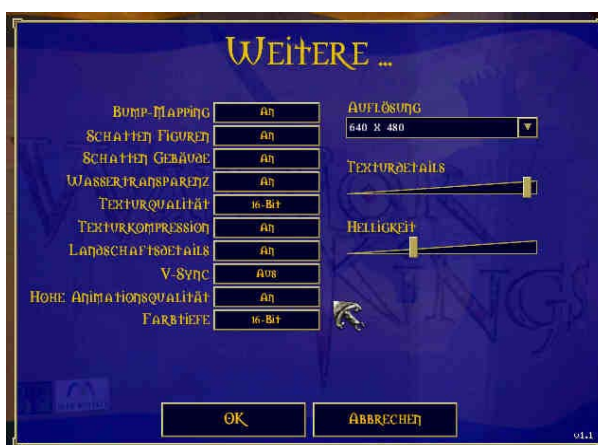 Weitere ...
Bump-Mapping An
Schatten Figuren An
Schatten Gebäude An
Wassertransparenz An
Texturqualität 16-Bit
Texturkompression An
Landschaftsdetails An
V-Sync Aus
Hohe Animationsqualität An
Farbtiefe 16-Bit
Auflösung
640 X 480
Texturdetails
Helligkeit
OK
Abbrechen
v1.1